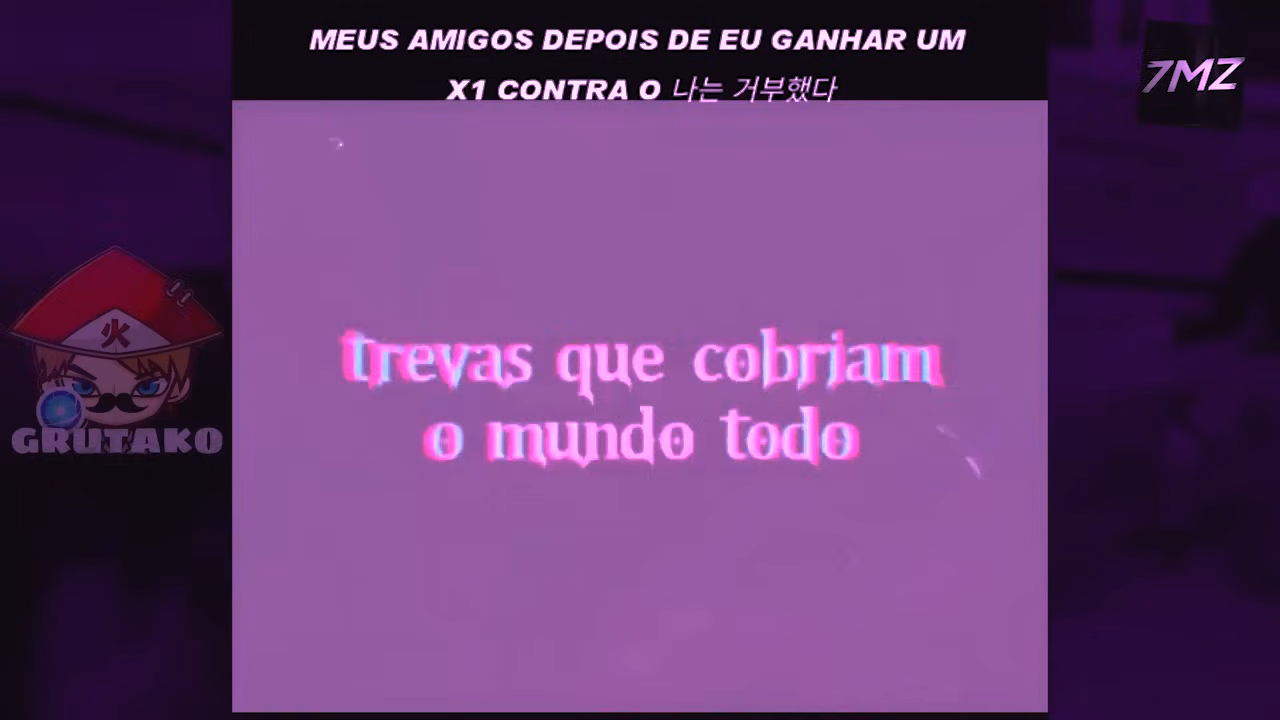 MEUS AMIGOS DEPOIS DE EU GANHAR UM
X1 CONTRA O 나는 거부했다
7MZ
火
GRUTAKO
trevas que cobriam
o mundo todo